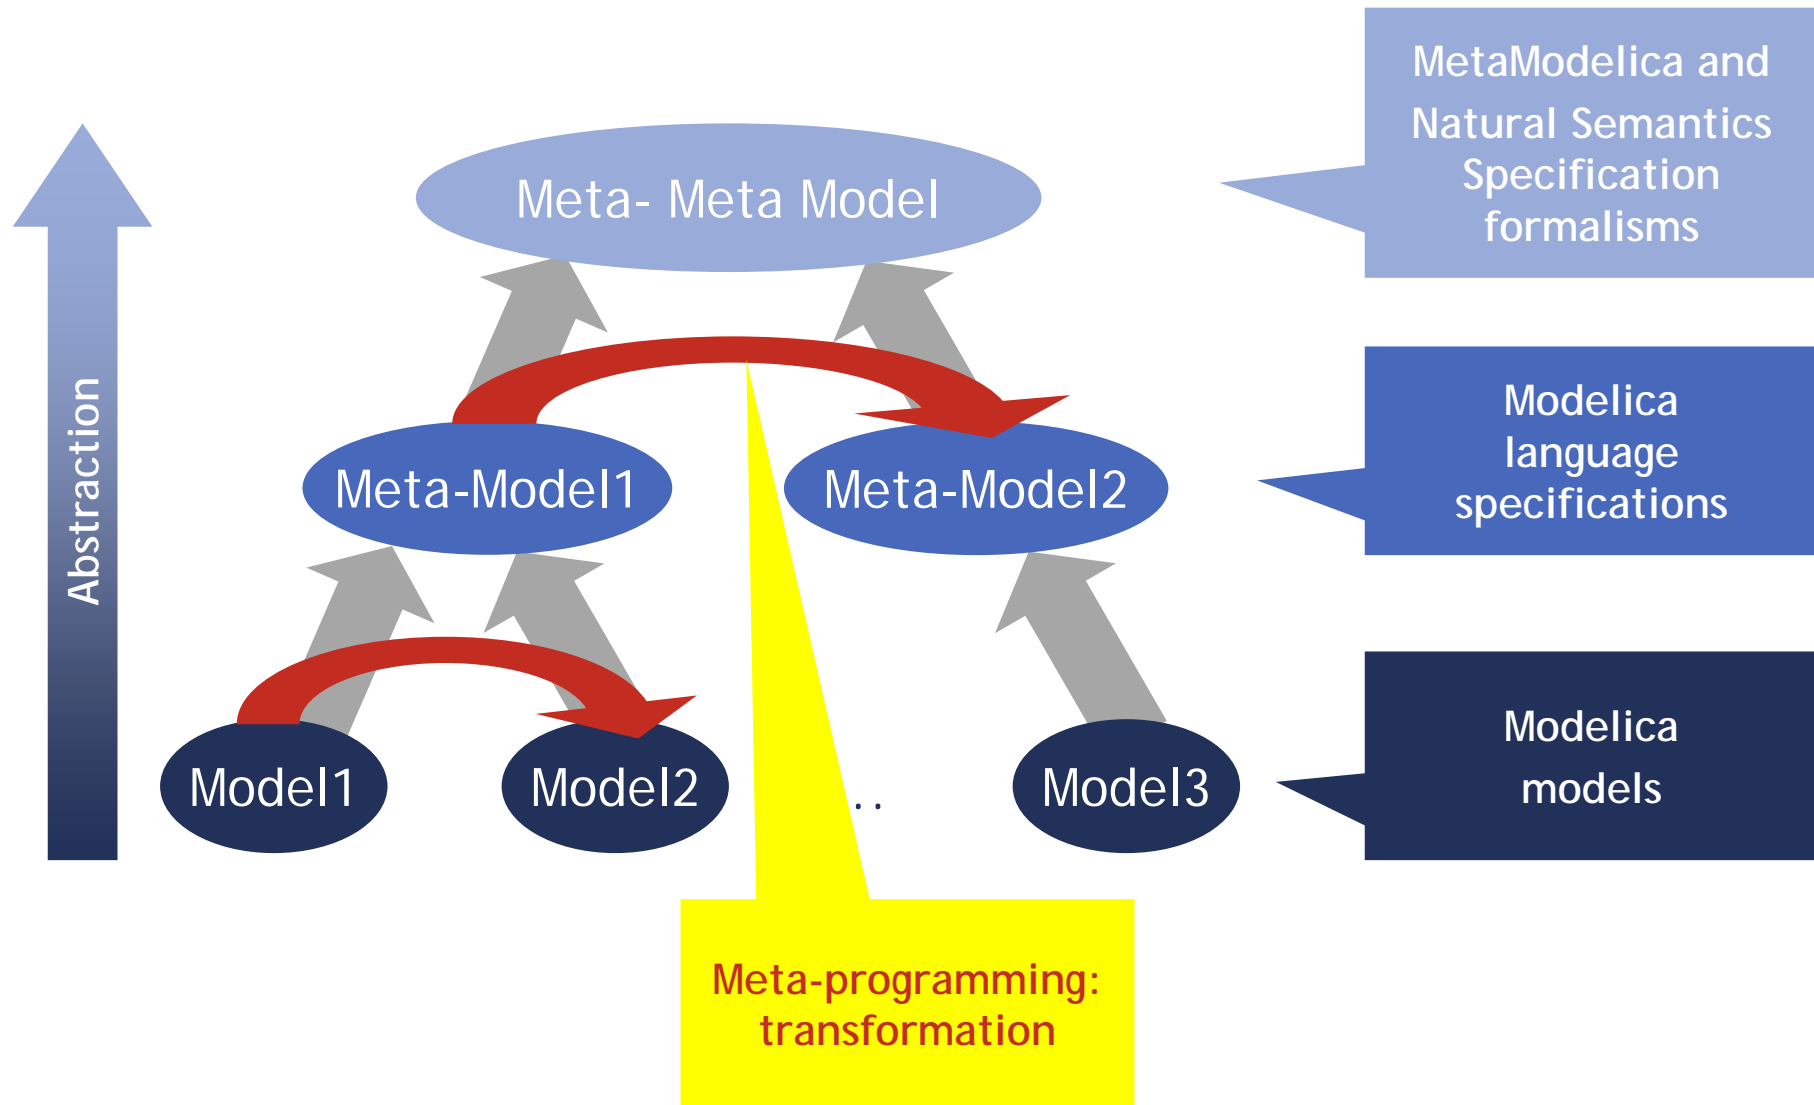 MetaModelica and
Natural Semantics
Specification
formalisms
Meta- Meta Model
Abstraction
Modelica
language
specifications
Meta-Model1
Meta-Model2
Modelica
models
Model1
Model2
..
Model3
Meta-programming:
transformation